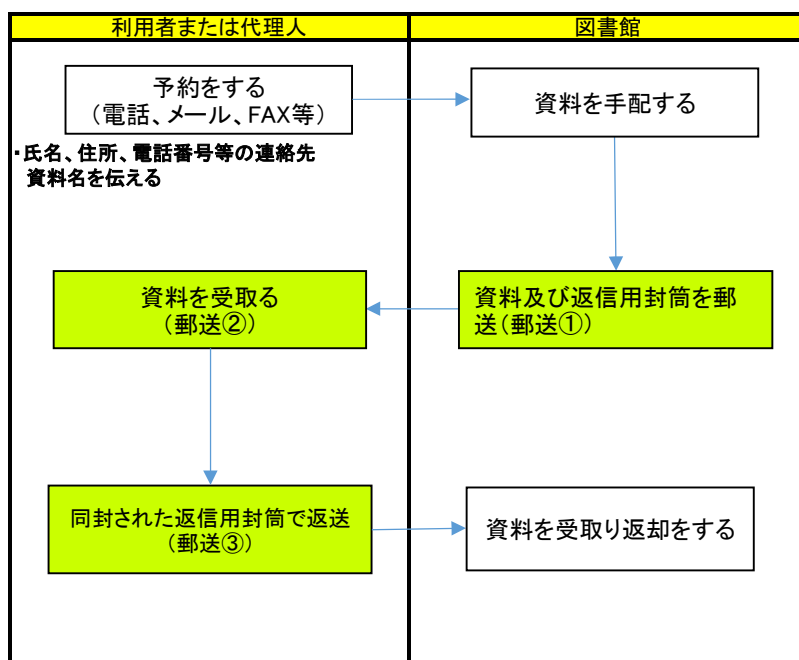 利用者または代理人
図書館
予約をする
(電話、メール、FAX等)
資料を手配する
・氏名、住所、電話番号等の連絡先
資料名を伝える
資料を受取る
(郵送②)
資料及び返信用封筒を郵
送(郵送①)
同封された返信用封筒で返送
(郵送③)
資料を受取り返却をする